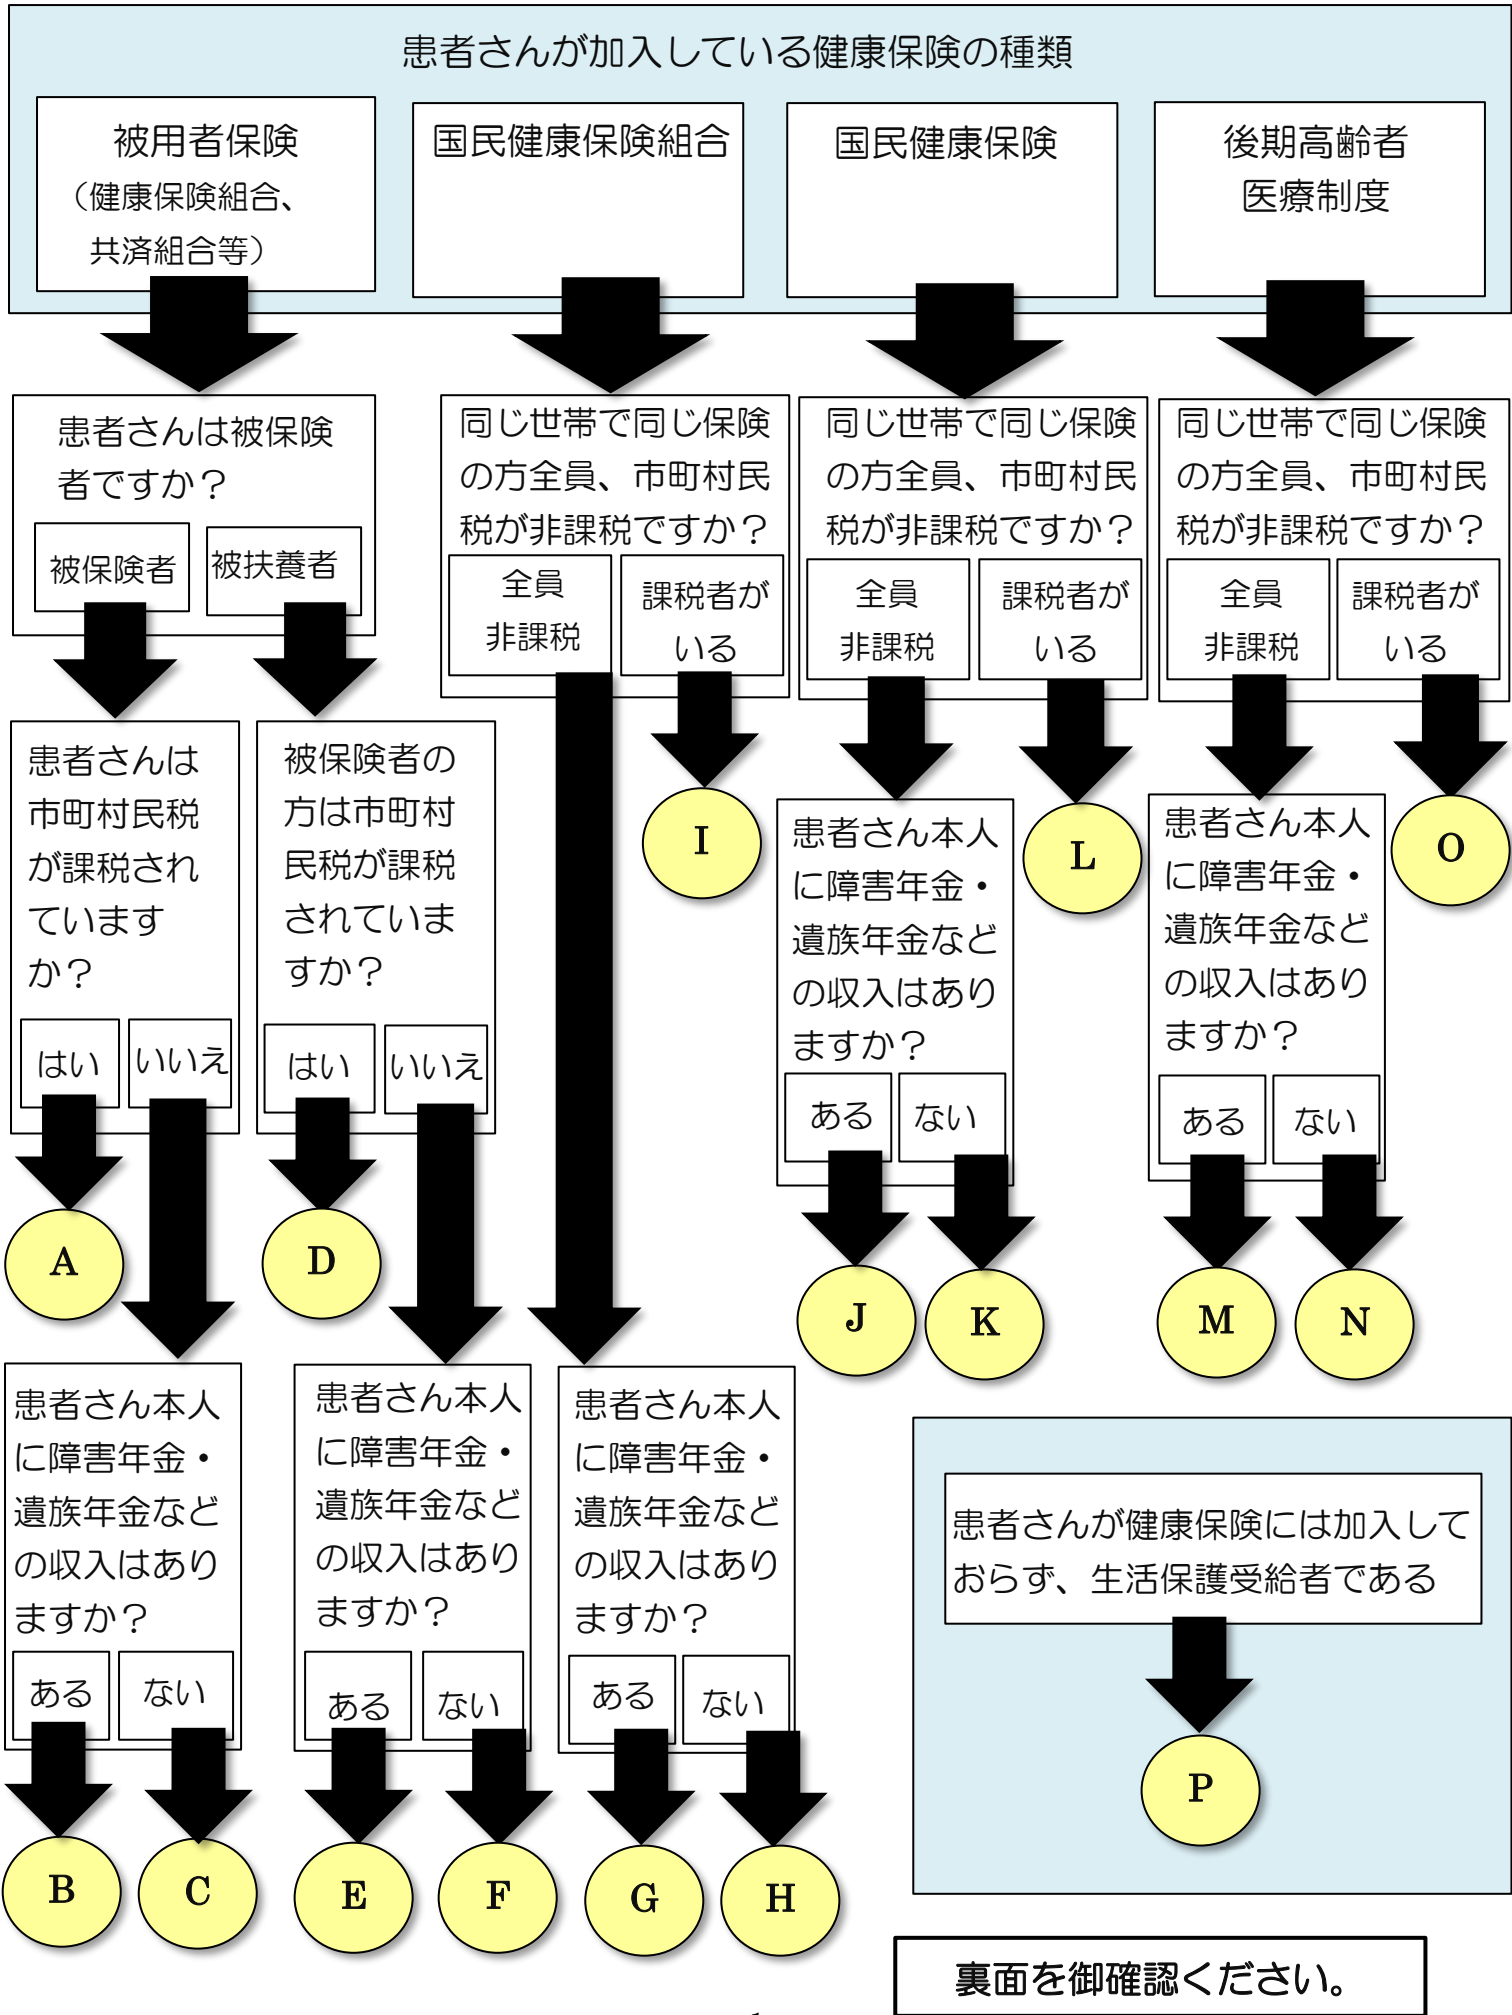 患者さんが加入している健康保険の種類
被用者保険
（健康保険組合、
共済組合等）
国民健康保険組合
国民健康保険
後期高齢者
医療制度
患者さんは被保険
者ですか？
被保険者
被扶養者
同じ世帯で同じ保険
の方全員、市町村民
税が非課税ですか？
全員
非課税
課税者が
いる
同じ世帯で同じ保険
の方全員、市町村民
税が非課税ですか？
全員
非課税
課税者が
いる
同じ世帯で同じ保険
の方全員、市町村民
税が非課税ですか？
全員
非課税
課税者が
いる
患者さんは
市町村民税
が課税され
ています
か？
はい
いいえ
被保険者の
方は市町村
民税が課税
されていま
すか？
はい
いいえ
I
患者さん本人
に障害年金・
遺族年金など
の収入はあり
ますか？
ある
ない
L
患者さん本人
に障害年金・
遺族年金など
の収入はあり
ますか？
ある
ない
O
A
D
J
K
M
N
患者さん本人
に障害年金・
遺族年金など
の収入はあり
ますか？
ある
ない
患者さん本人
に障害年金・
遺族年金など
の収入はあり
ますか？
ある
ない
患者さん本人
に障害年金・
遺族年金など
の収入はあり
ますか？
ある
ない
患者さんが健康保険には加入して
おらず、生活保護受給者である
P
B
C
E
F
G
H
裏面を御確認ください。